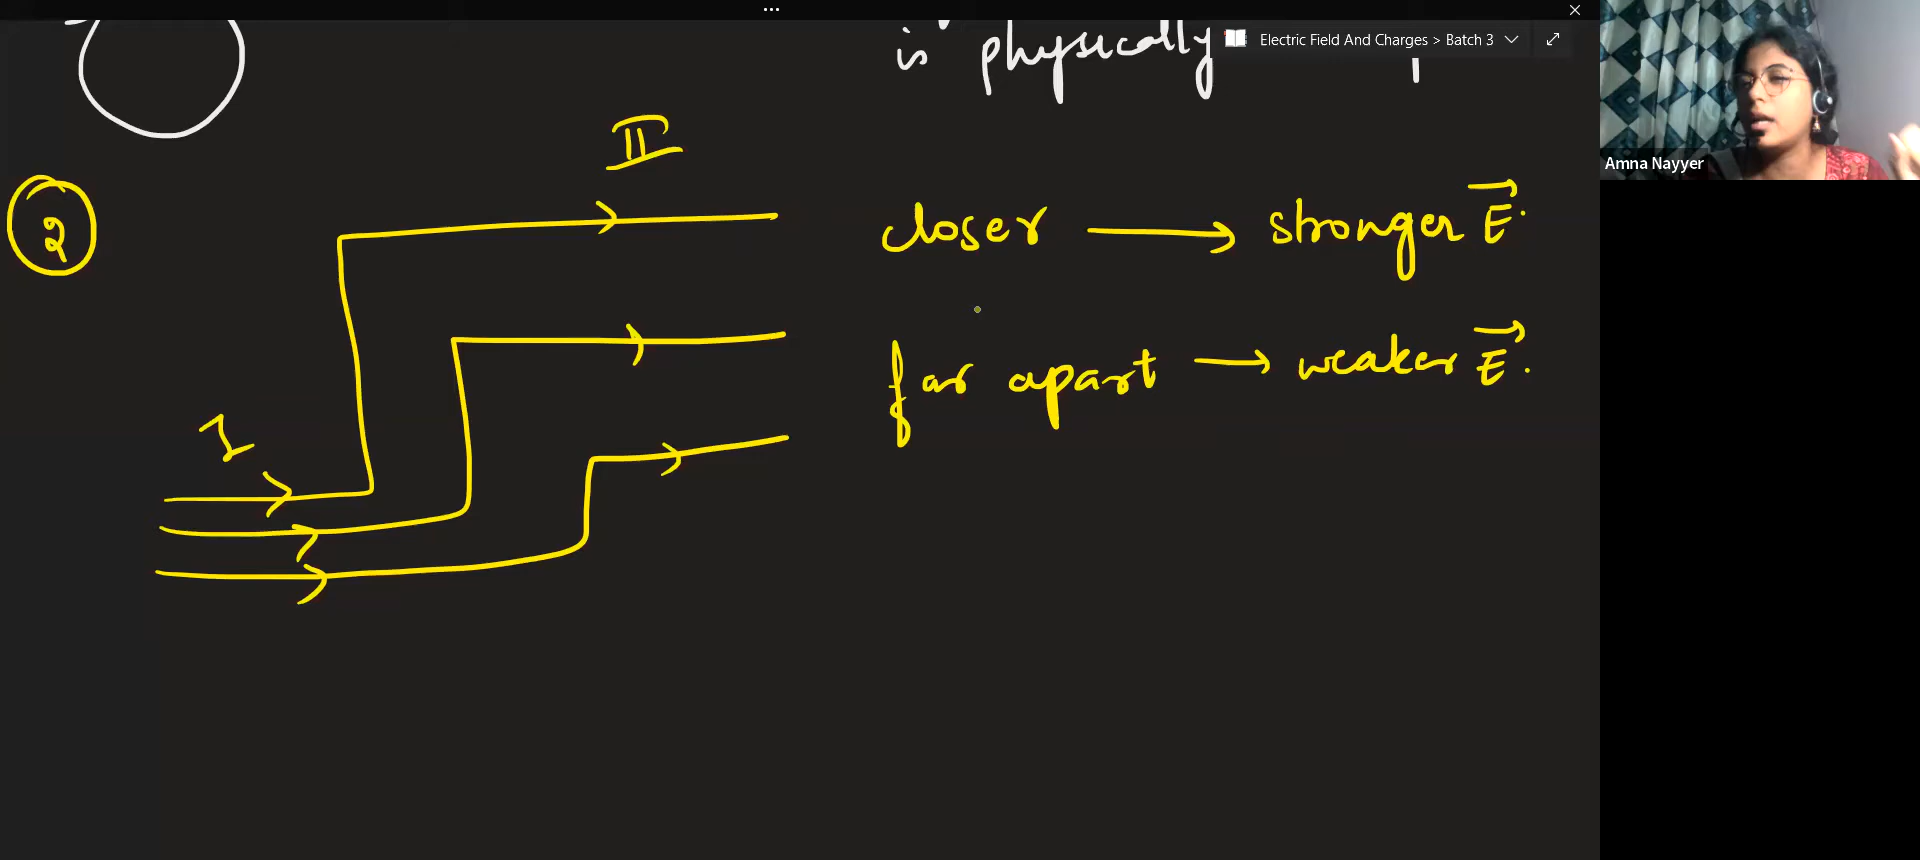 is physically
Electric Field And Charges > Batch 3
Amna Nayyer
II
2
closer → stronger E.
far apart → weaker E.
I